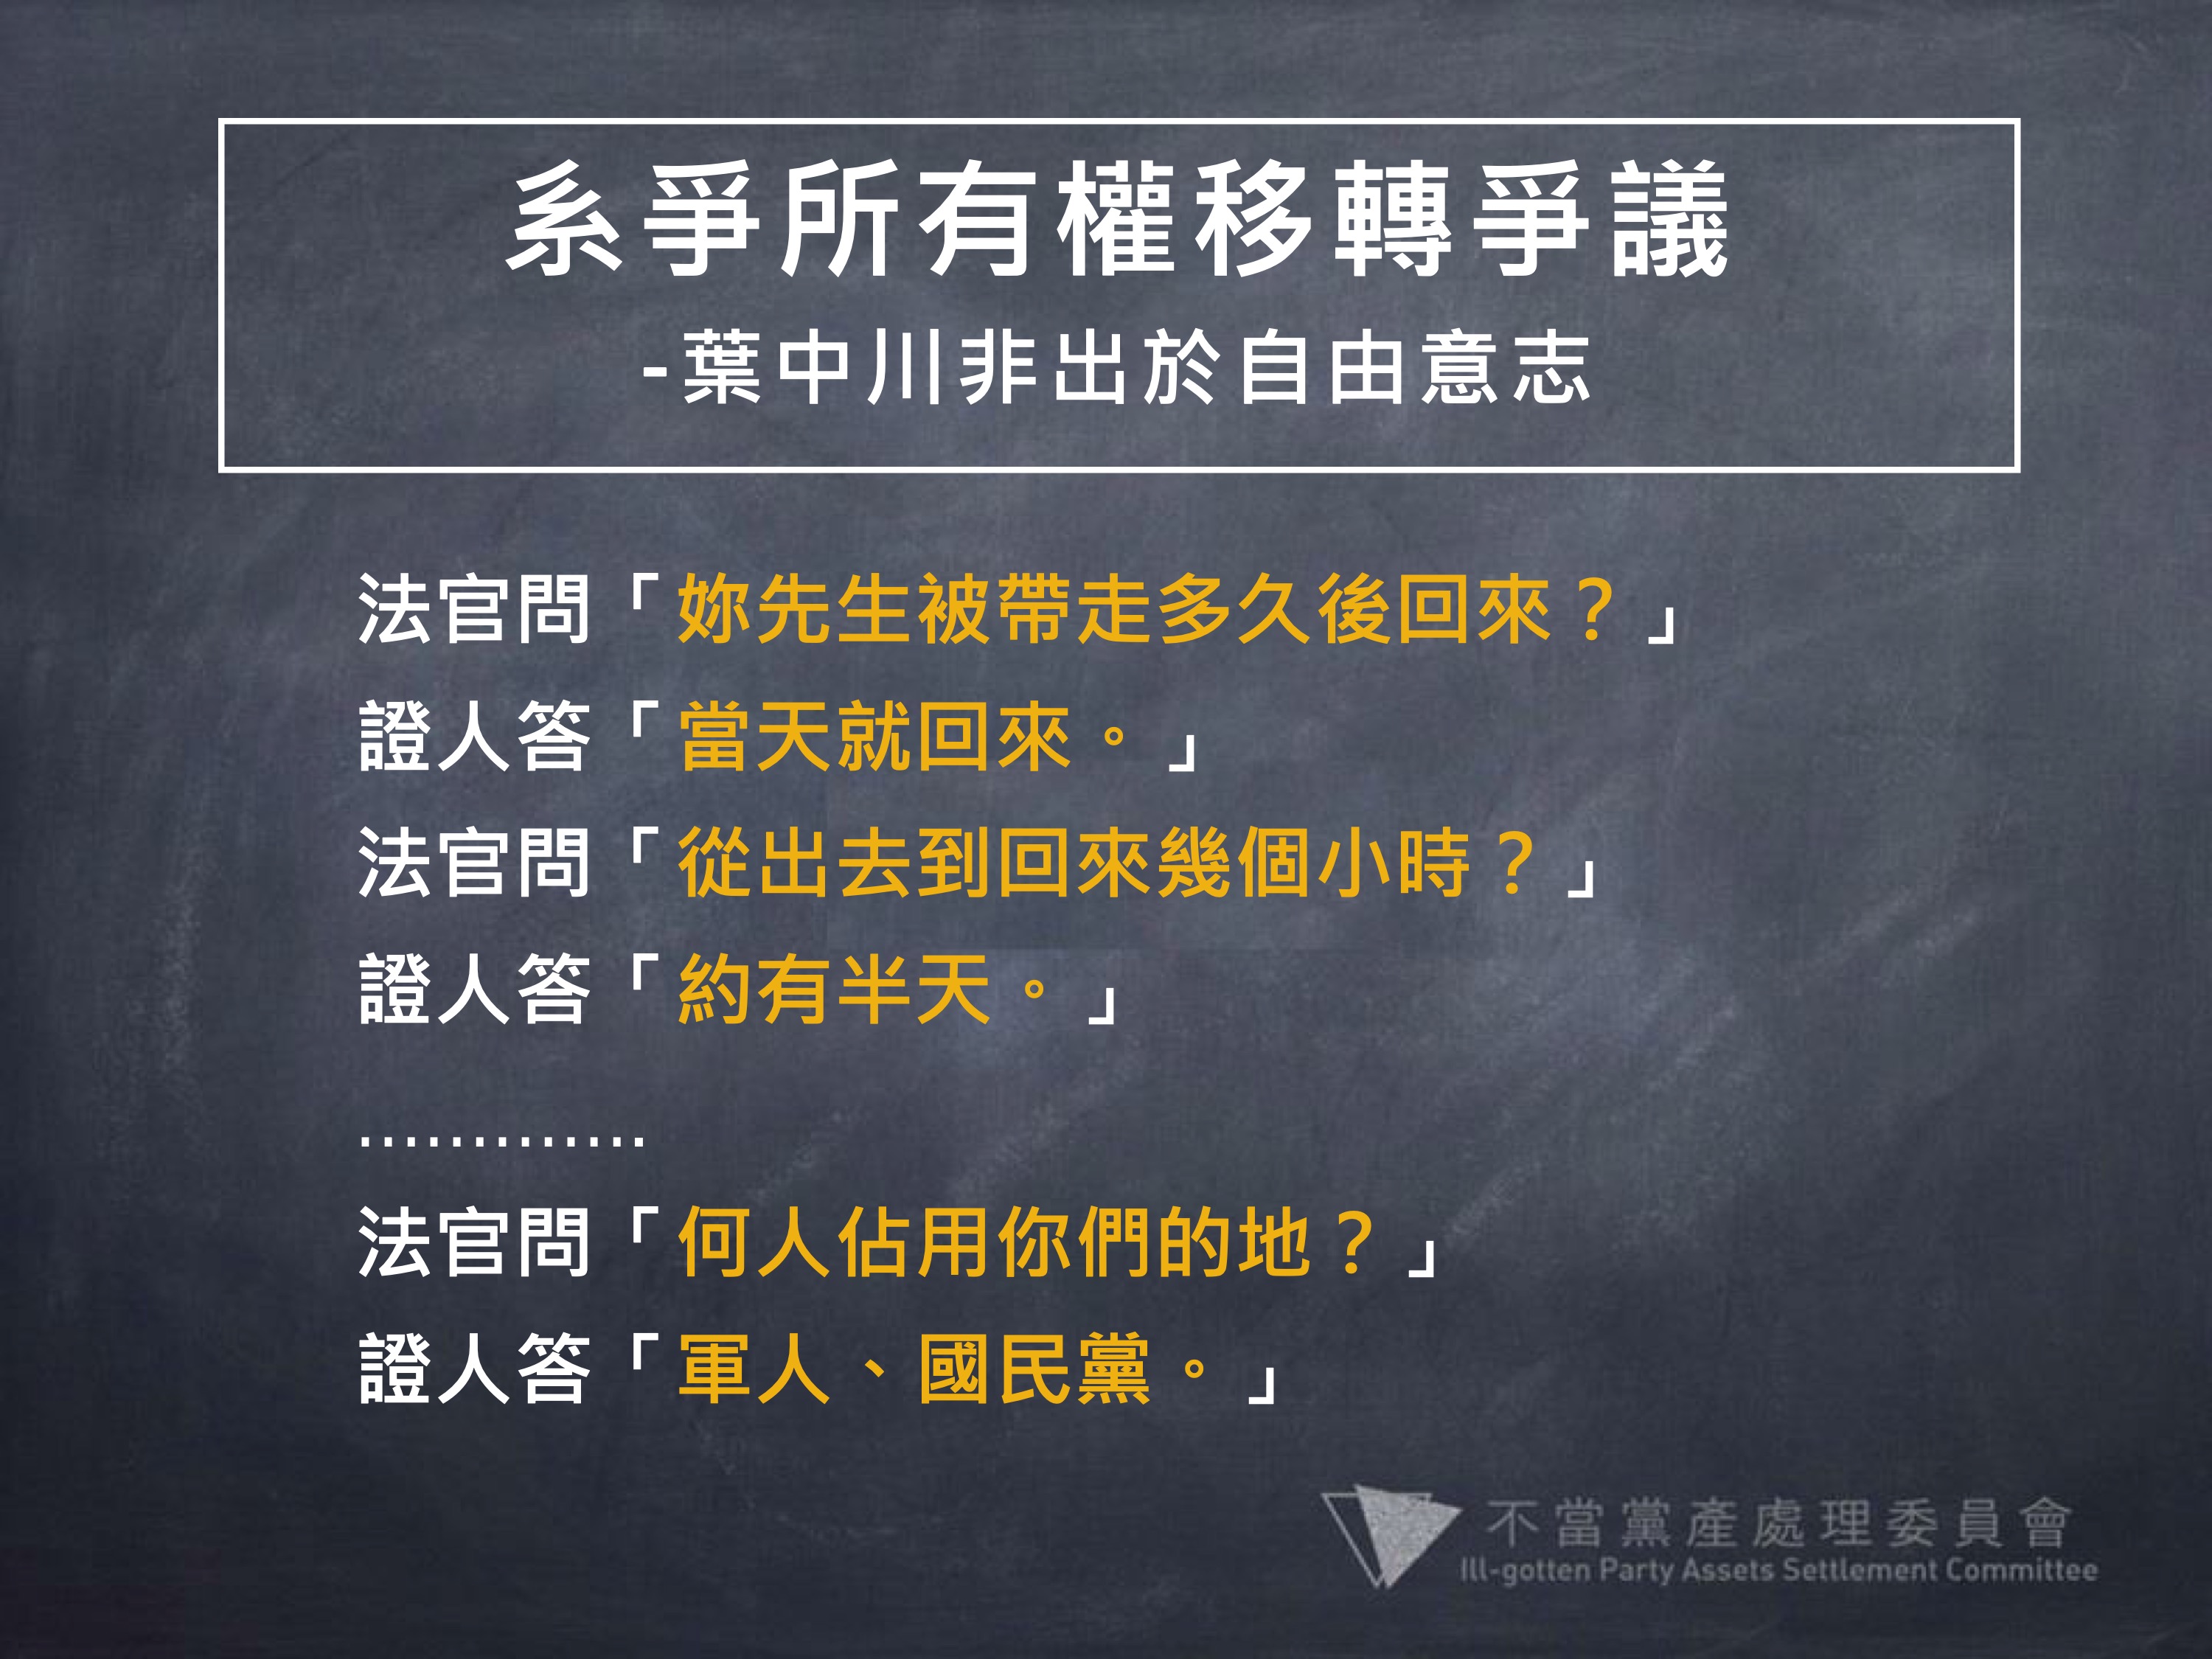 系爭所有權移轉爭議
-葉中川非出於自由意志
法官問「妳先生被帶走多久後回來？」
證人答「當天就回來。」
法官問「從出去到回來幾個小時？」
證人答「約有半天。」
.............
法官問「何人佔用你們的地？」
證人答「軍人、國民黨。」
不當黨產處理委員會
Ill-gotten Party Assets Settlement Committee